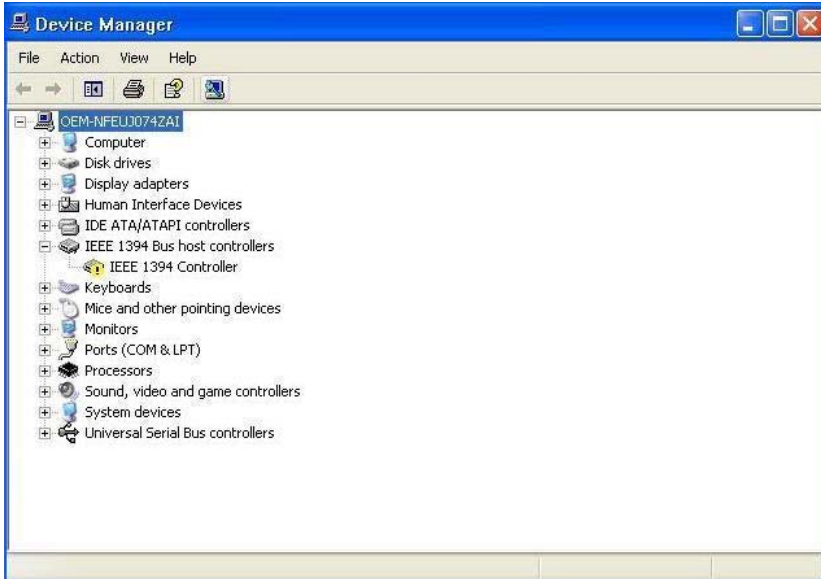 Device Manager
File Action View Help
OEM-NFEUJ074ZAI
Computer
Disk drives
Display adapters
Human Interface Devices
IDE ATA/ATAPI controllers
IEEE 1394 Bus host controllers
IEEE 1394 Controller
Keyboards
Mice and other pointing devices
Monitors
Ports (COM & LPT)
Processors
Sound, video and game controllers
System devices
Universal Serial Bus controllers